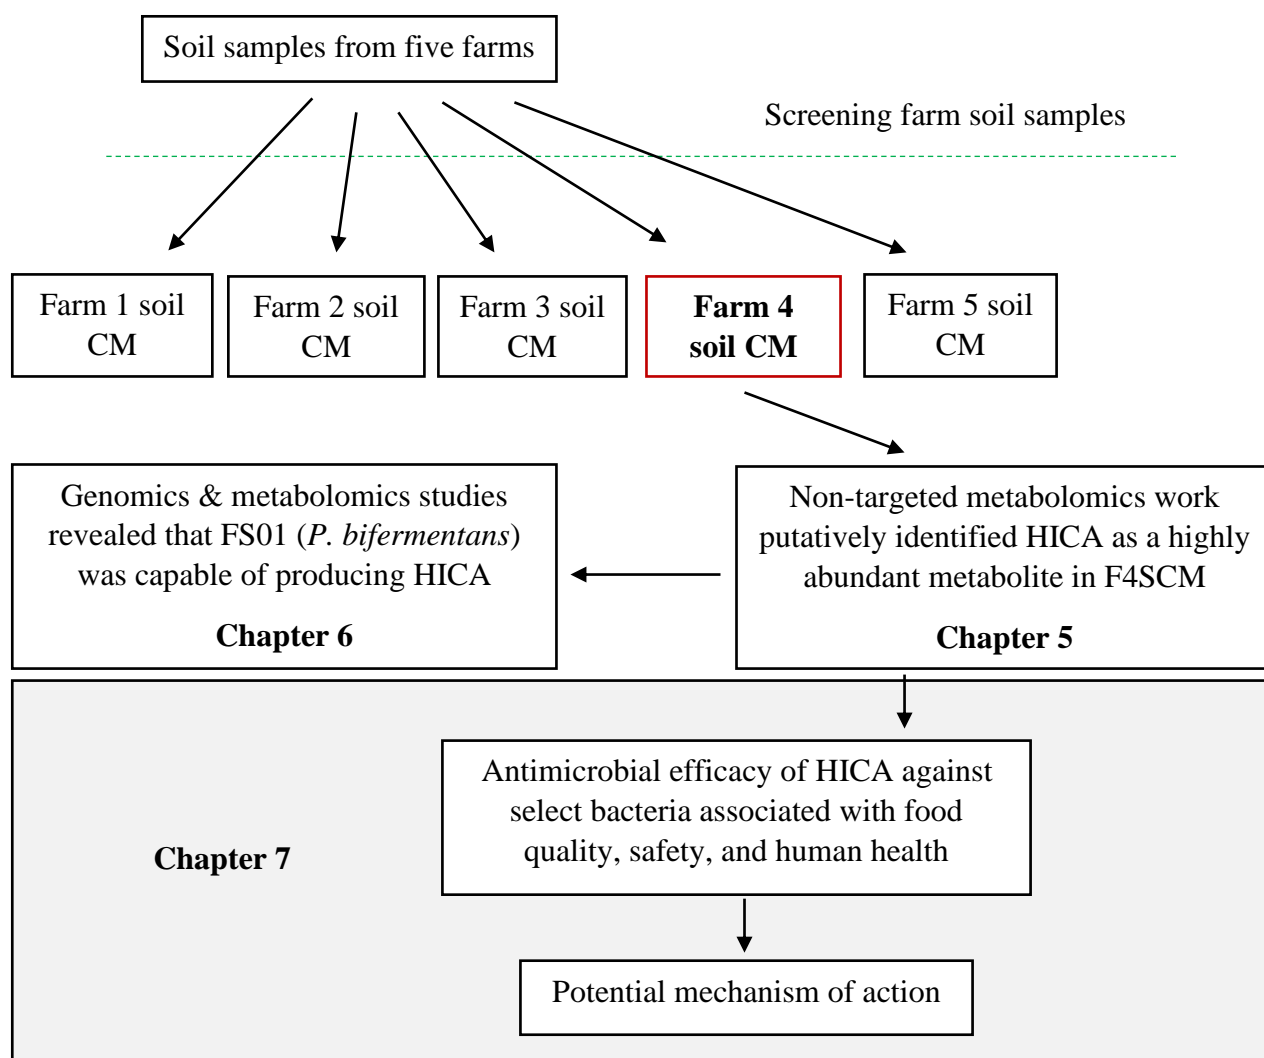 Soil samples from five farms
Screening farm soil samples
Farm 1 soil
CM
Farm 2 soil
CM
Farm 3 soil
CM
Farm 4
soil CM
Farm 5 soil
CM
Genomics & metabolomics studies
revealed that FS01 (P. bifermentans)
was capable of producing HICA
Chapter 6
Non-targeted metabolomics work
putatively identified HICA as a highly
abundant metabolite in F4SCM
Chapter 5
Antimicrobial efficacy of HICA against
select bacteria associated with food
quality, safety, and human health
Chapter 7
Potential mechanism of action